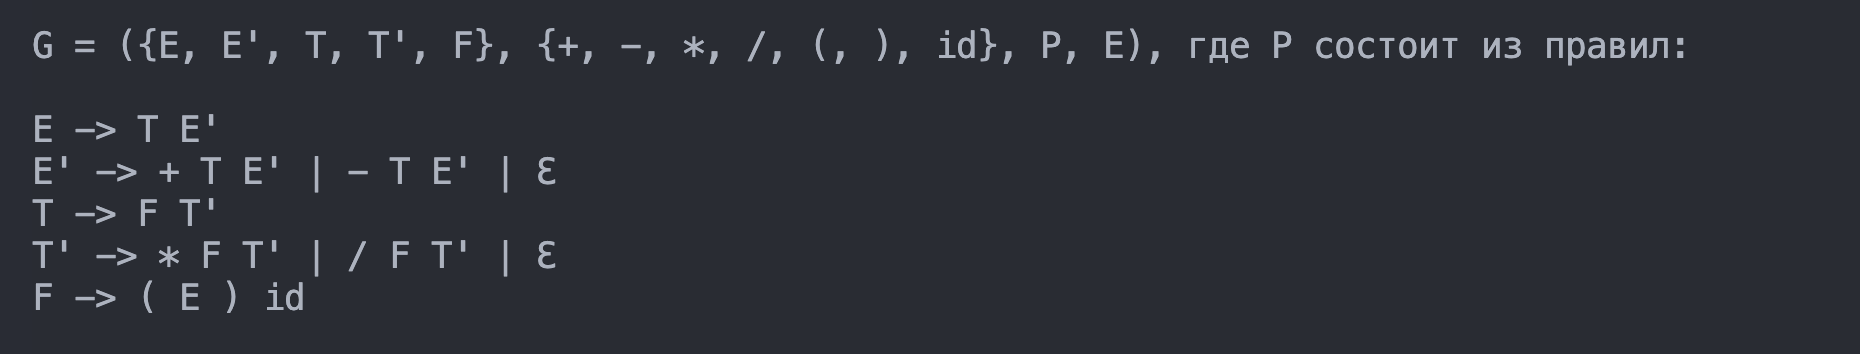 G = ({E, E', T, T', F}, {+, −, *, /, (, ), id}, P, E), где P состоит из правил:
E −> T E'
E' −> + T E' | − T E' | Ɛ
T −> F T'
T' −> * F T' | / F T' | Ɛ
F −> ( E ) id